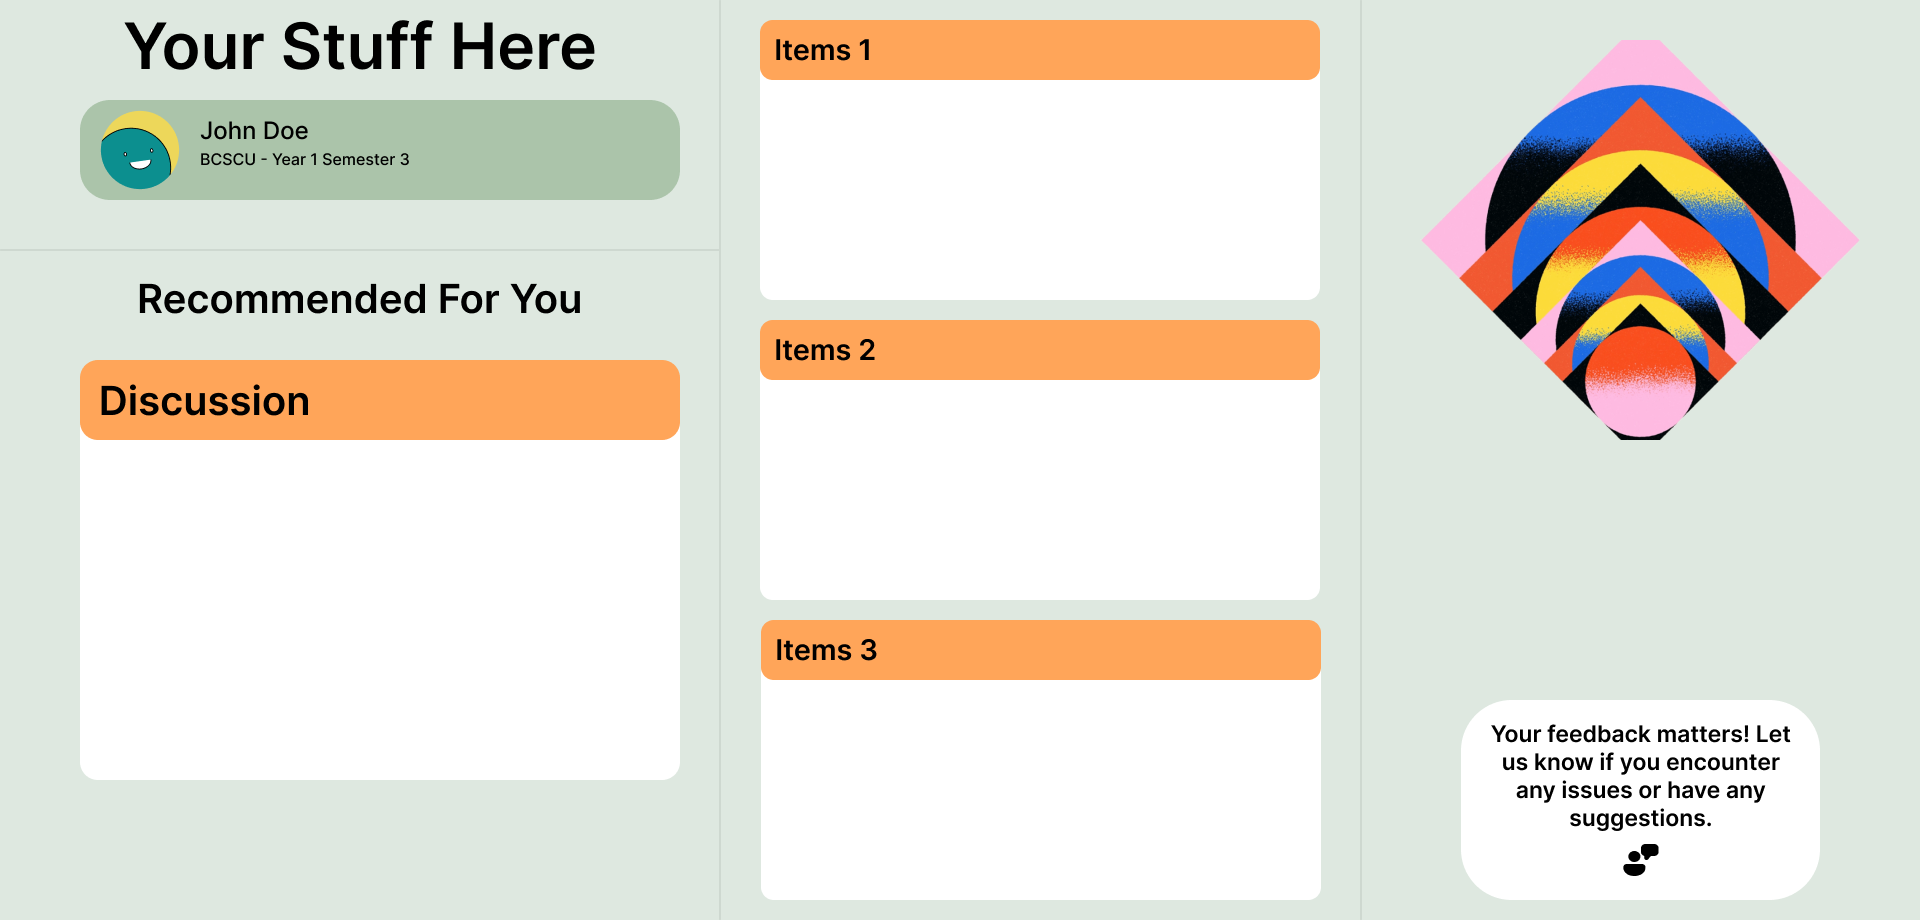 Your Stuff Here
John Doe
BCSCU - Year 1 Semester 3
Recommended For You
Discussion
Items 1
Items 2
Items 3
Your feedback matters! Let
us know if you encounter
any issues or have any
suggestions.